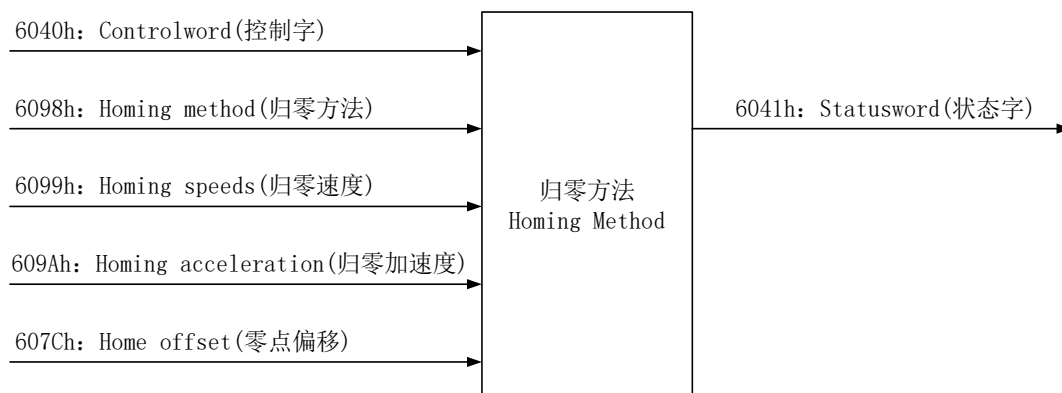 6040h: Controlword(控制字)
6098h: Homing method(归零方法)
6099h: Homing speeds(归零速度)
609Ah: Homing acceleration(归零加速度)
607Ch: Home offset(零点偏移)
归零方法
Homing Method
6041h: Statusword(状态字)